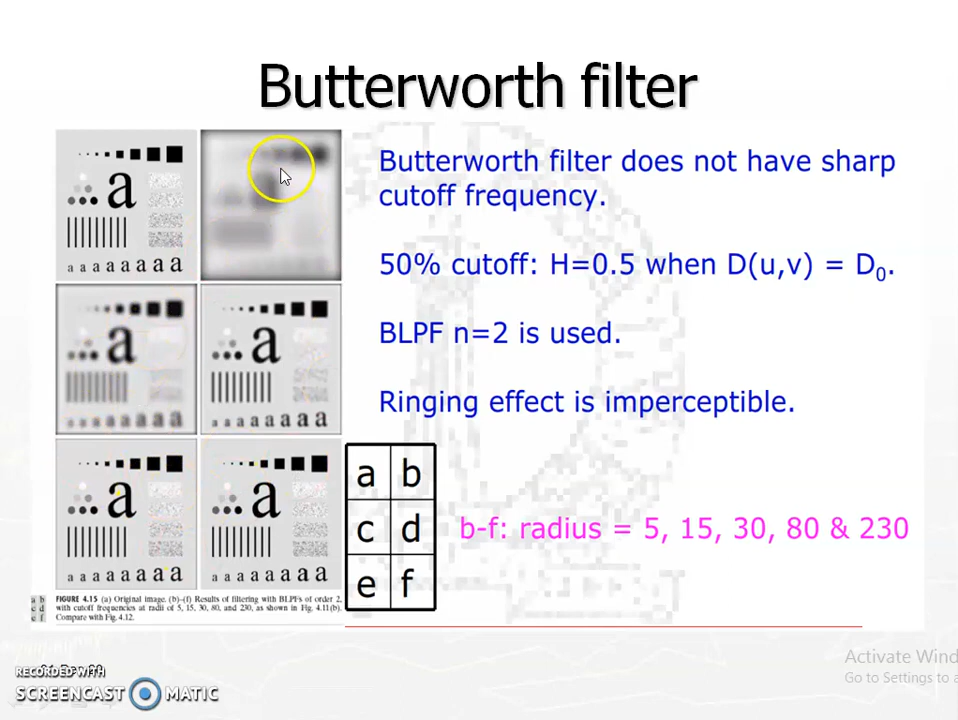 Butterworth filter
a
a a a a a a a a
a
a a a a a a a a
a
a a a a a a a a
a
a a a a a a a a
a
a a a a a a a a
Butterworth filter does not have sharp
cutoff frequency.
50% cutoff: H=0.5 when D(u,v) = D₀.
BLPF n=2 is used.
Ringing effect is imperceptible.
a b
c d
e f
b-f: radius = 5, 15, 30, 80 & 230
a b
c d
e f
FIGURE 4.15 (a) Original image. (b)–(f) Results of filtering with BLPFs of order 2,
with cutoff frequencies at radii of 5, 15, 30, 80, and 230, as shown in Fig. 4.11(b).
Compare with Fig. 4.12.
RECORDED WITH
SCREENCAST MATIC
Activate Wind
Go to Settings to a